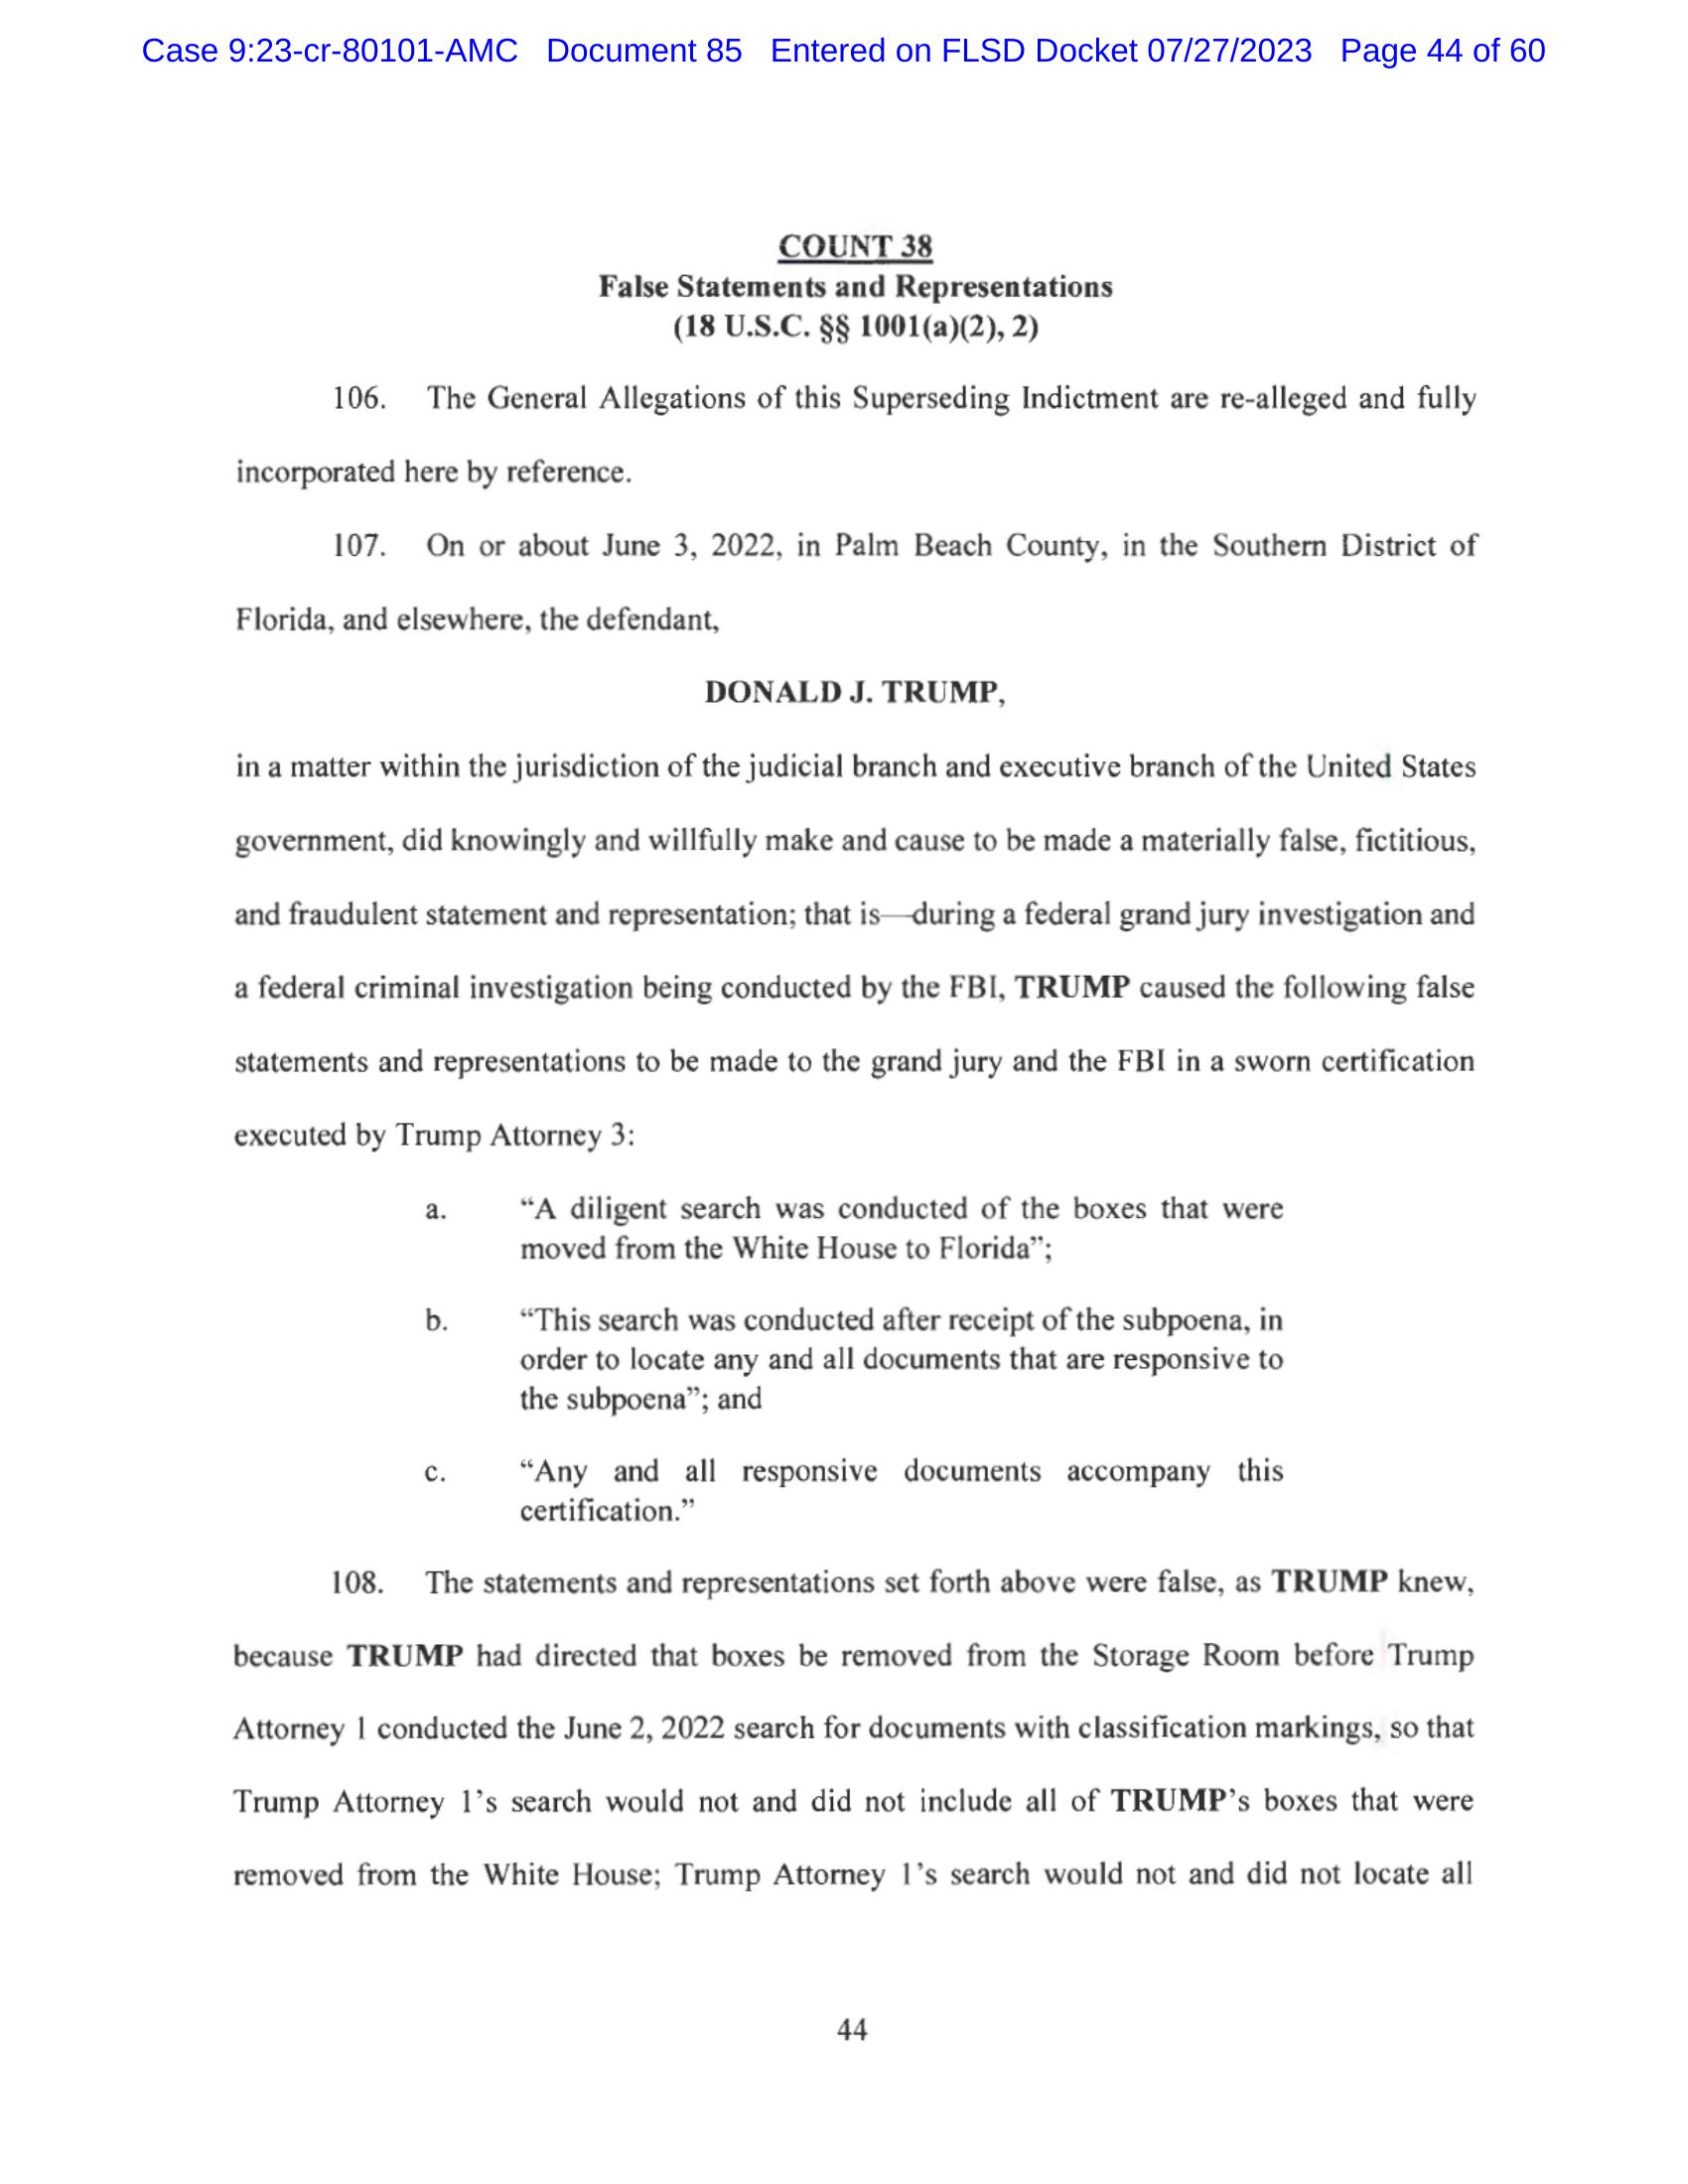 Case 9:23-cr-80101-AMC Document 85 Entered on FLSD Docket 07/27/2023 Page 44 of 60
COUNT 38
False Statements and Representations
(18 U.S.C. §§ 1001(a)(2), 2)
106. The General Allegations of this Superseding Indictment are re-alleged and fully
incorporated here by reference.
107. On or about June 3, 2022, in Palm Beach County, in the Southern District of
Florida, and elsewhere, the defendant,
DONALD J. TRUMP,
in a matter within the jurisdiction of the judicial branch and executive branch of the United States
government, did knowingly and willfully make and cause to be made a materially false, fictitious,
and fraudulent statement and representation; that is—during a federal grand jury investigation and
a federal criminal investigation being conducted by the FBI, TRUMP caused the following false
statements and representations to be made to the grand jury and the FBI in a sworn certification
executed by Trump Attorney 3:
a. “A diligent search was conducted of the boxes that were
moved from the White House to Florida”;
b. “This search was conducted after receipt of the subpoena, in
order to locate any and all documents that are responsive to
the subpoena”; and
c. “Any and all responsive documents accompany this
certification.”
108. The statements and representations set forth above were false, as TRUMP knew,
because TRUMP had directed that boxes be removed from the Storage Room before Trump
Attorney 1 conducted the June 2, 2022 search for documents with classification markings, so that
Trump Attorney 1’s search would not and did not include all of TRUMP’s boxes that were
removed from the White House; Trump Attorney 1’s search would not and did not locate all
44